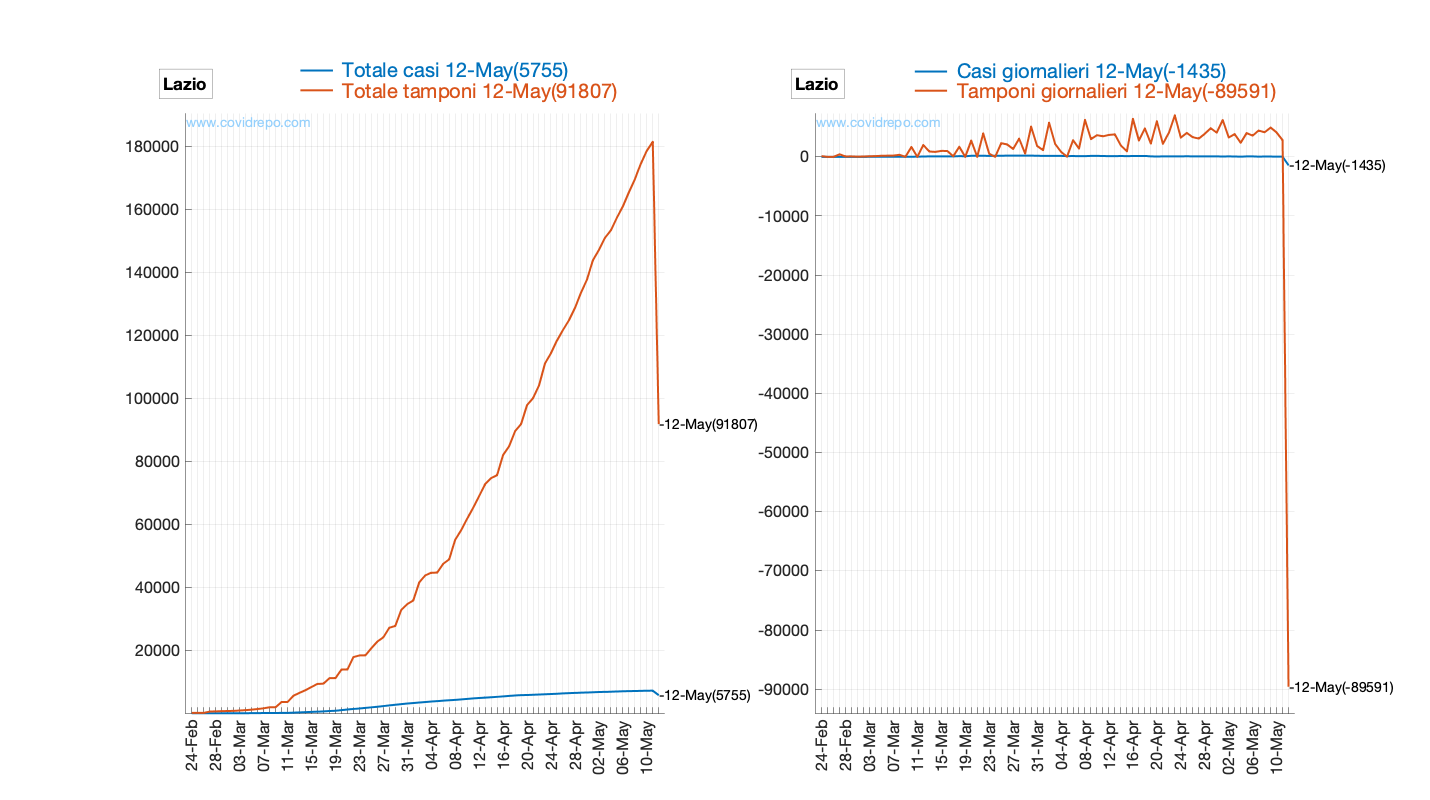 Lazio
Totale casi 12-May(5755)
Totale tamponi 12-May(91807)
www.covidrepo.com
180000
160000
140000
120000
100000
80000
60000
40000
20000
-12-May(91807)
-12-May(5755)
24-Feb
28-Feb
03-Mar
07-Mar
11-Mar
15-Mar
19-Mar
23-Mar
27-Mar
31-Mar
04-Apr
08-Apr
12-Apr
16-Apr
20-Apr
24-Apr
28-Apr
02-May
06-May
10-May
Lazio
Casi giornalieri 12-May(-1435)
Tamponi giornalieri 12-May(-89591)
www.covidrepo.com
0
-10000
-20000
-30000
-40000
-50000
-60000
-70000
-80000
-90000
-12-May(-1435)
-12-May(-89591)
24-Feb
28-Feb
03-Mar
07-Mar
11-Mar
15-Mar
19-Mar
23-Mar
27-Mar
31-Mar
04-Apr
08-Apr
12-Apr
16-Apr
20-Apr
24-Apr
28-Apr
02-May
06-May
10-May